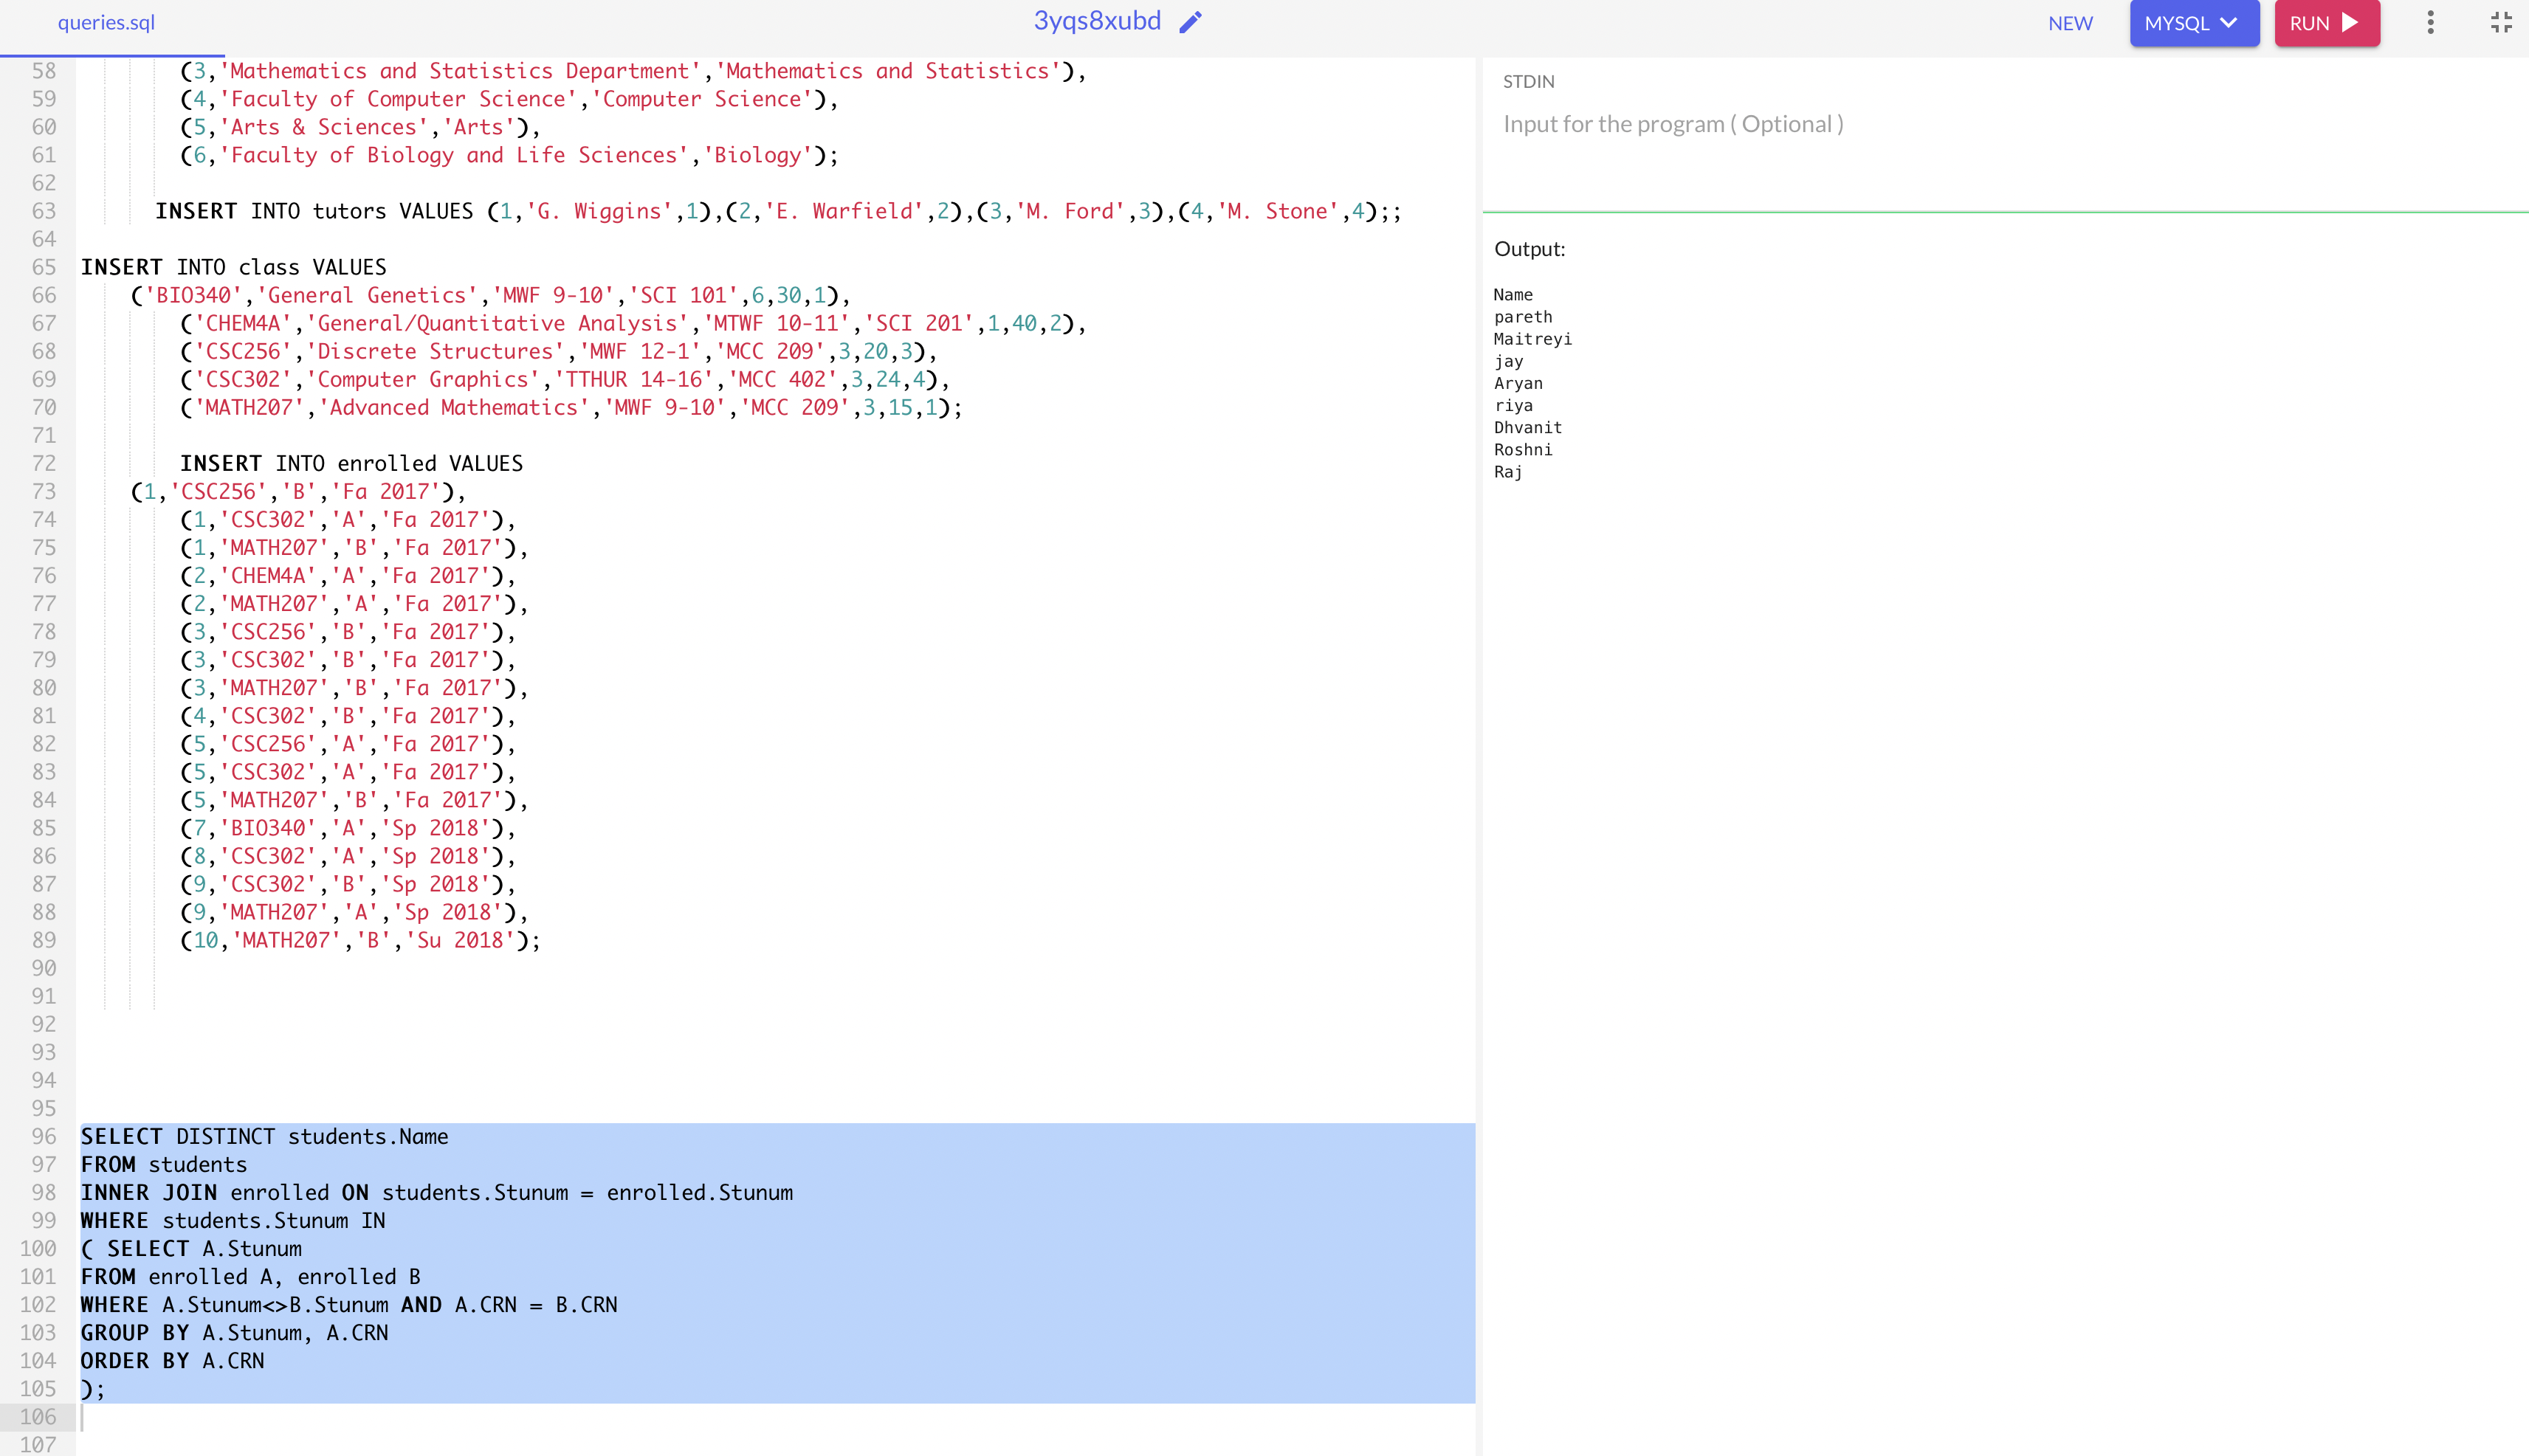 queries.sql
3yqs8xubd
NEW
MYSQL
RUN
58 (3,'Mathematics and Statistics Department','Mathematics and Statistics'),
59 (4,'Faculty of Computer Science','Computer Science'),
60 (5,'Arts & Sciences','Arts'),
61 (6,'Faculty of Biology and Life Sciences','Biology');
62
63 INSERT INTO tutors VALUES (1,'G. Wiggins',1),(2,'E. Warfield',2),(3,'M. Ford',3),(4,'M. Stone',4);;
64
65 INSERT INTO class VALUES
66 ('BIO340','General Genetics','MWF 9-10','SCI 101',6,30,1),
67 ('CHEM4A','General/Quantitative Analysis','MTWF 10-11','SCI 201',1,40,2),
68 ('CSC256','Discrete Structures','MWF 12-1','MCC 209',3,20,3),
69 ('CSC302','Computer Graphics','TTHUR 14-16','MCC 402',3,24,4),
70 ('MATH207','Advanced Mathematics','MWF 9-10','MCC 209',3,15,1);
71
72 INSERT INTO enrolled VALUES
73 (1,'CSC256','B','Fa 2017'),
74 (1,'CSC302','A','Fa 2017'),
75 (1,'MATH207','B','Fa 2017'),
76 (2,'CHEM4A','A','Fa 2017'),
77 (2,'MATH207','A','Fa 2017'),
78 (3,'CSC256','B','Fa 2017'),
79 (3,'CSC302','B','Fa 2017'),
80 (3,'MATH207','B','Fa 2017'),
81 (4,'CSC302','B','Fa 2017'),
82 (5,'CSC256','A','Fa 2017'),
83 (5,'CSC302','A','Fa 2017'),
84 (5,'MATH207','B','Fa 2017'),
85 (7,'BIO340','A','Sp 2018'),
86 (8,'CSC302','A','Sp 2018'),
87 (9,'CSC302','B','Sp 2018'),
88 (9,'MATH207','A','Sp 2018'),
89 (10,'MATH207','B','Su 2018');
90
91
92
93
94
95
96 SELECT DISTINCT students.Name
97 FROM students
98 INNER JOIN enrolled ON students.Stunum = enrolled.Stunum
99 WHERE students.Stunum IN
100 ( SELECT A.Stunum
101 FROM enrolled A, enrolled B
102 WHERE A.Stunum<>B.Stunum AND A.CRN = B.CRN
103 GROUP BY A.Stunum, A.CRN
104 ORDER BY A.CRN
105 );
106
107
STDIN
Input for the program ( Optional )
Output:
Name
pareth
Maitreyi
jay
Aryan
riya
Dhvanit
Roshni
Raj